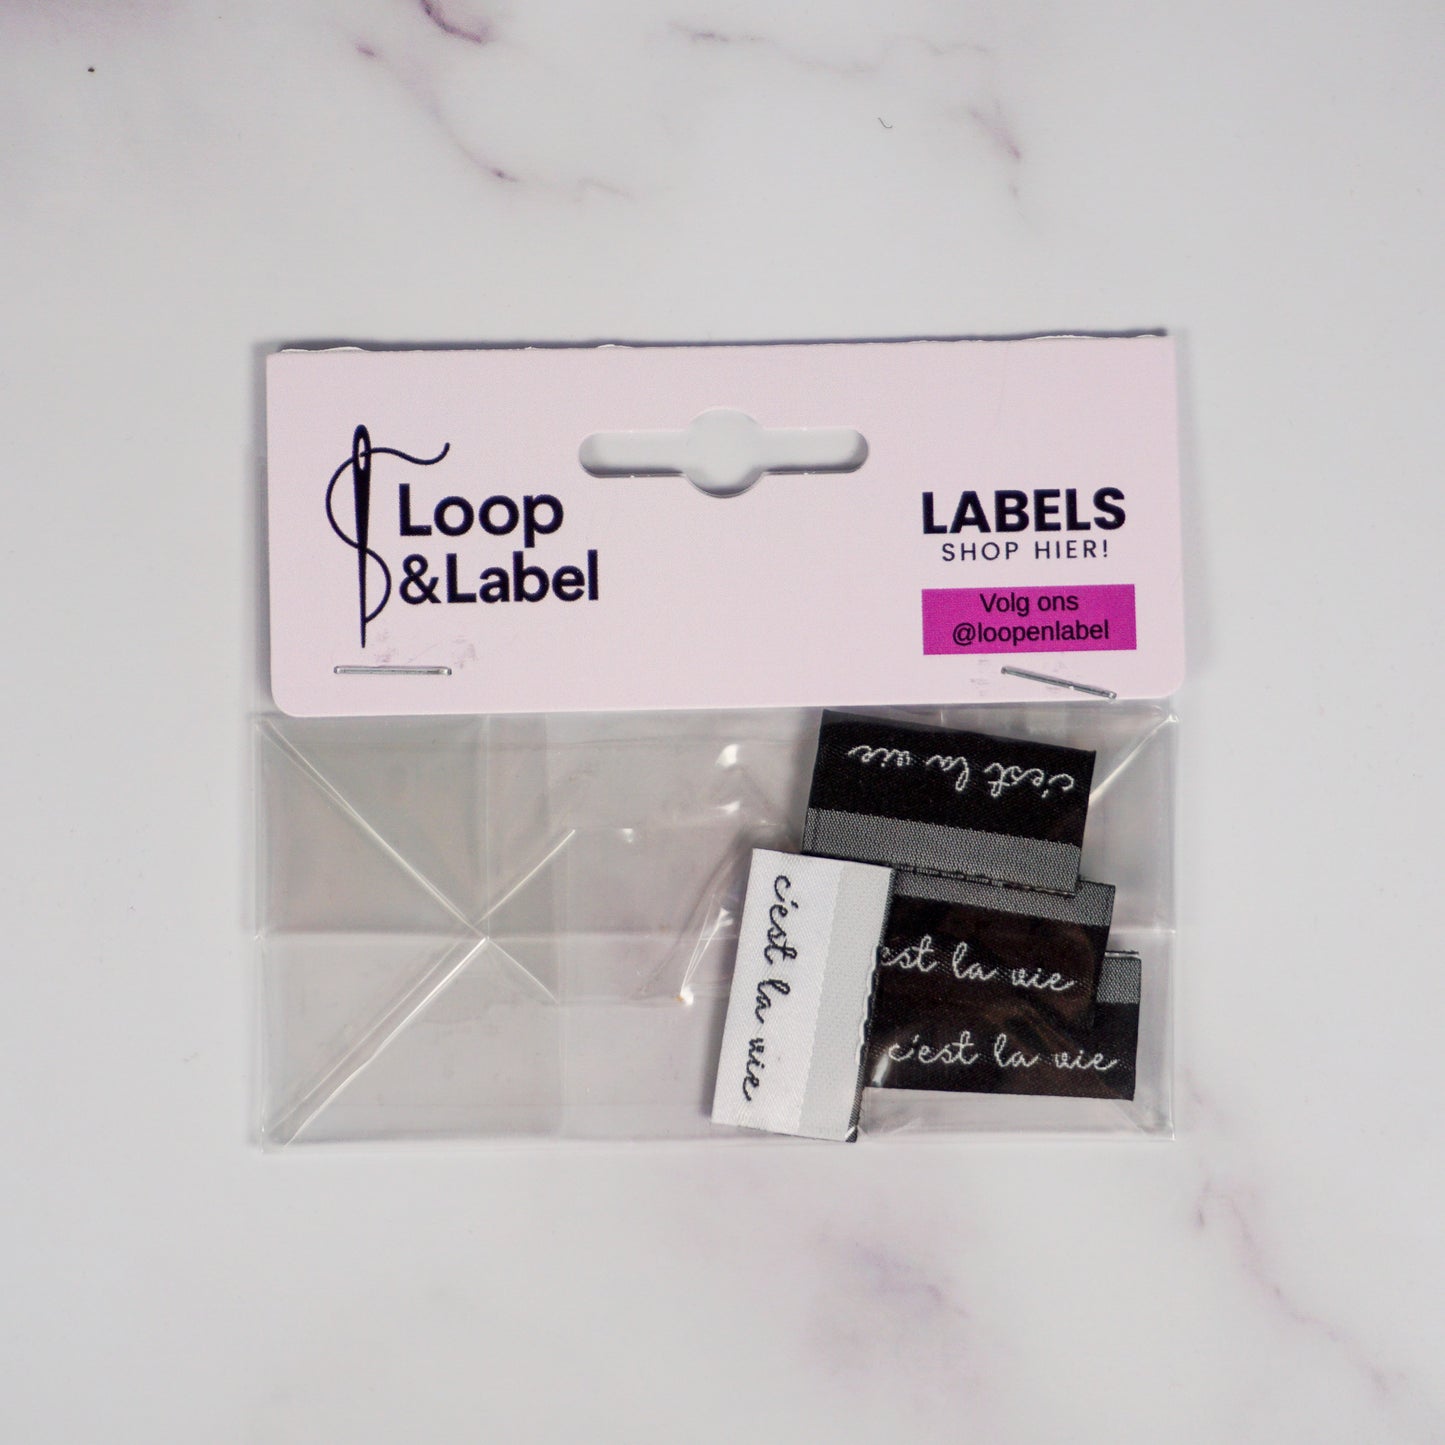 Loop
&Label
LABELS
SHOP HIER!
Volg ons
@loopenlabel
c'est la vie
c'est la vie
est la vie
c'est la vie